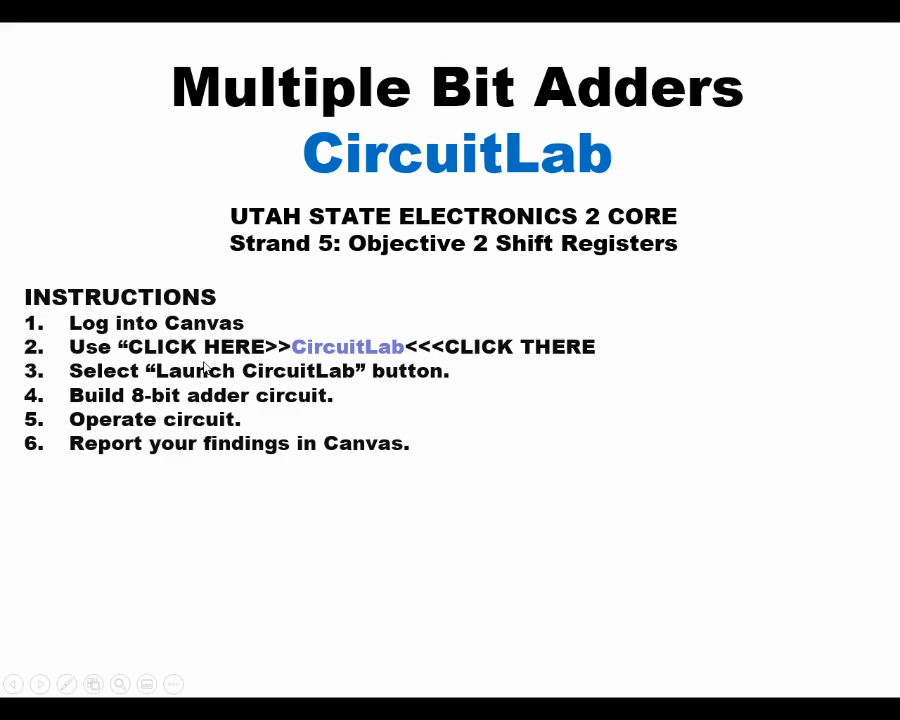 Multiple Bit Adders
CircuitLab
UTAH STATE ELECTRONICS 2 CORE
Strand 5: Objective 2 Shift Registers
INSTRUCTIONS
1. Log into Canvas
2. Use “CLICK HERE>>CircuitLab<<<CLICK THERE
3. Select “Launch CircuitLab” button.
4. Build 8-bit adder circuit.
5. Operate circuit.
6. Report your findings in Canvas.